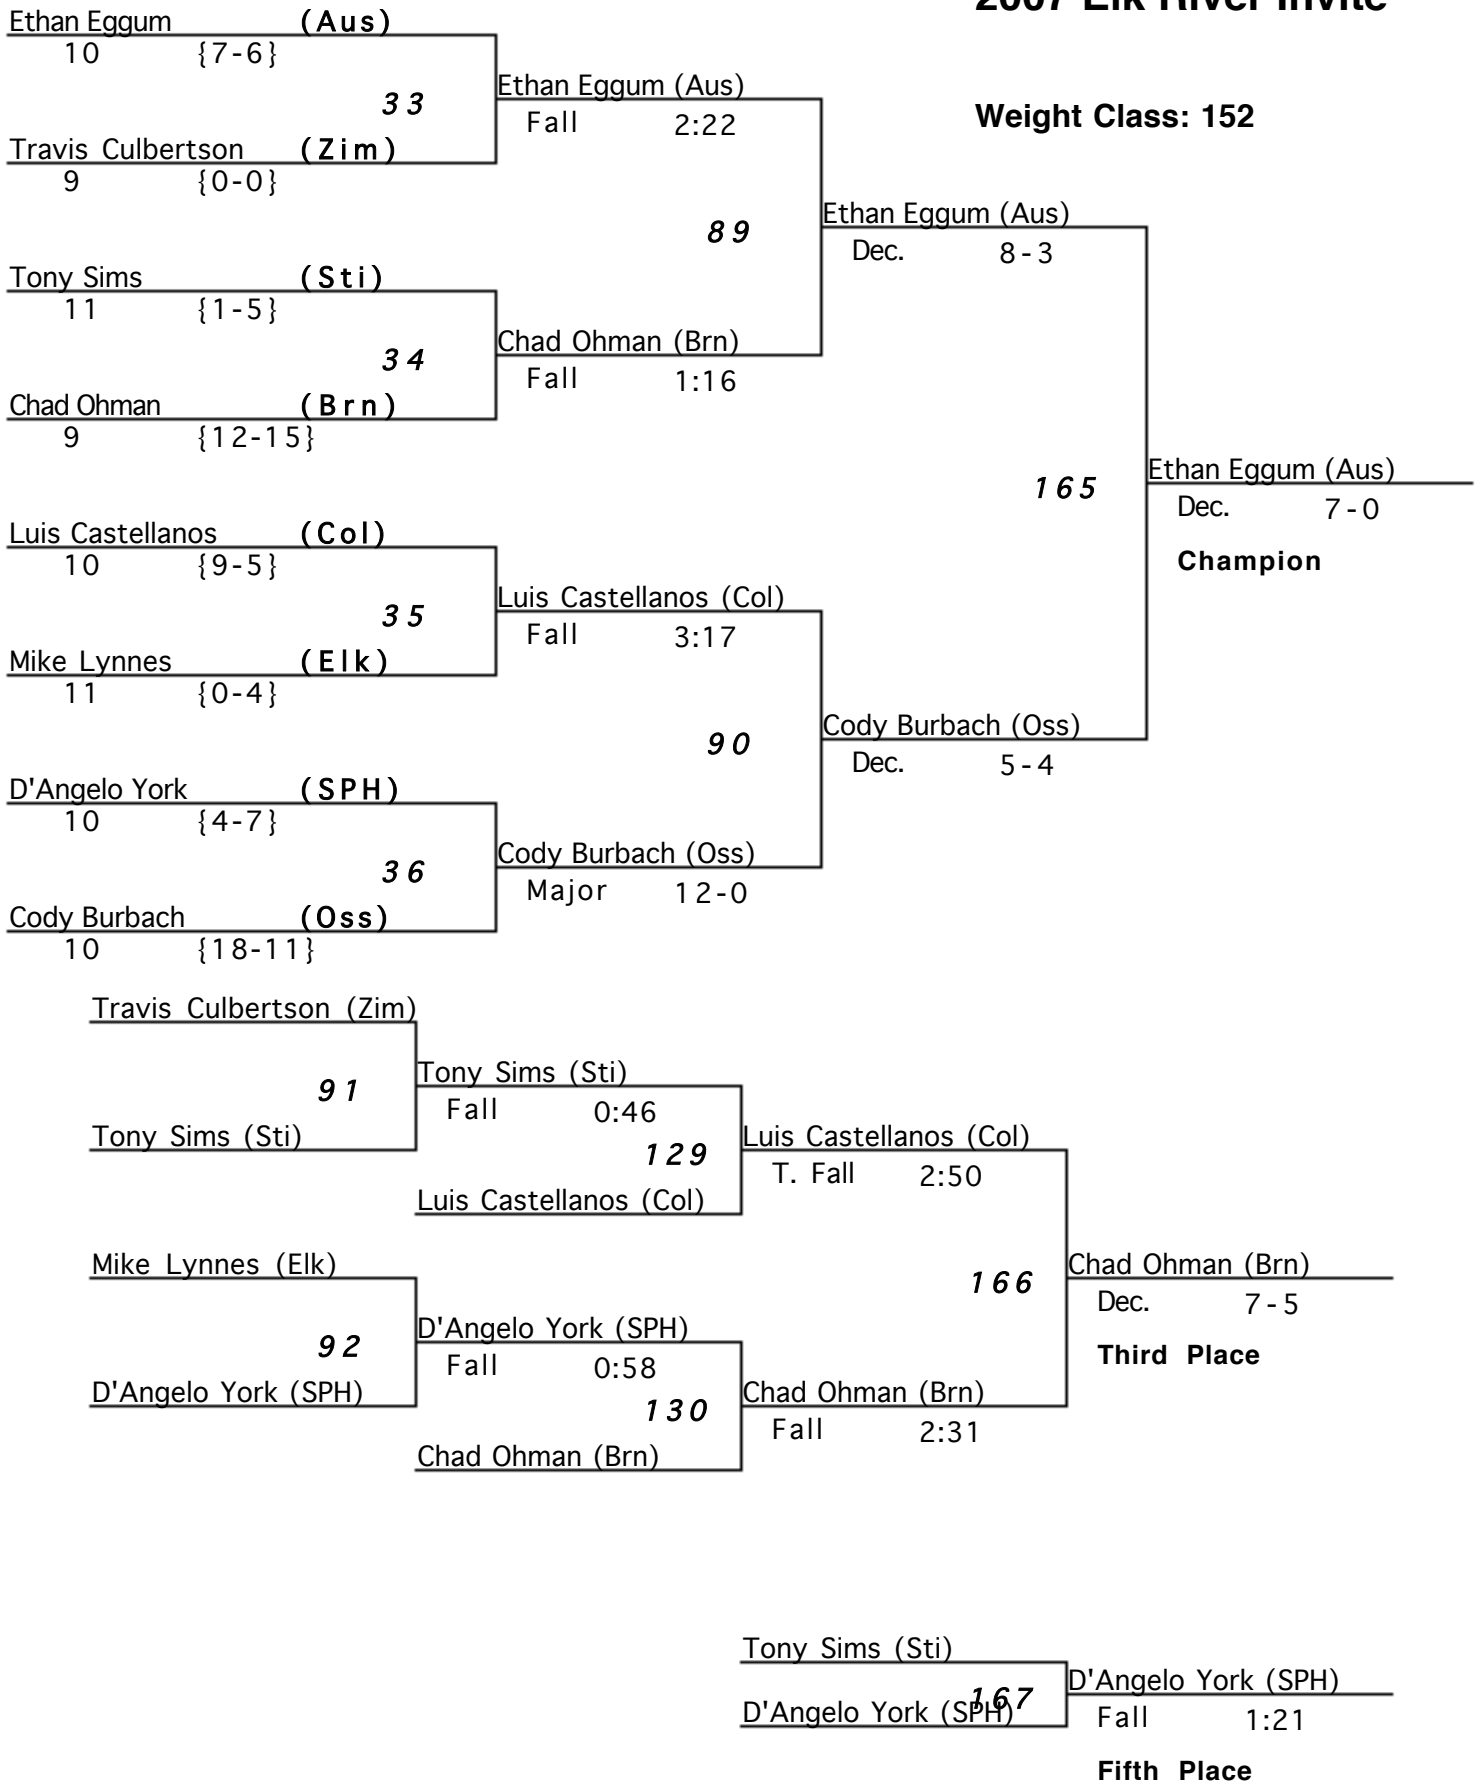 2007 Elk River Invite
Weight Class: 152
Ethan Eggum (Aus)
10 {7-6}
33
Travis Culbertson (Zim)
9 {0-0}
Ethan Eggum (Aus)
Fall 2:22
89
Tony Sims (Sti)
11 {1-5}
34
Chad Ohman (Brn)
9 {12-15}
Chad Ohman (Brn)
Fall 1:16
Ethan Eggum (Aus)
Dec. 8-3
165
Ethan Eggum (Aus)
Dec. 7-0
Champion
Luis Castellanos (Col)
10 {9-5}
35
Mike Lynnes (Elk)
11 {0-4}
Luis Castellanos (Col)
Fall 3:17
90
D'Angelo York (SPH)
10 {4-7}
36
Cody Burbach (Oss)
10 {18-11}
Cody Burbach (Oss)
Major 12-0
Cody Burbach (Oss)
Dec. 5-4
Travis Culbertson (Zim)
91
Tony Sims (Sti)
Tony Sims (Sti)
Fall 0:46
129
Luis Castellanos (Col)
Luis Castellanos (Col)
T. Fall 2:50
166
Mike Lynnes (Elk)
92
D'Angelo York (SPH)
D'Angelo York (SPH)
Fall 0:58
130
Chad Ohman (Brn)
Chad Ohman (Brn)
Fall 2:31
Chad Ohman (Brn)
Dec. 7-5
Third Place
Tony Sims (Sti)
167
D'Angelo York (SPH)
D'Angelo York (SPH)
Fall 1:21
Fifth Place